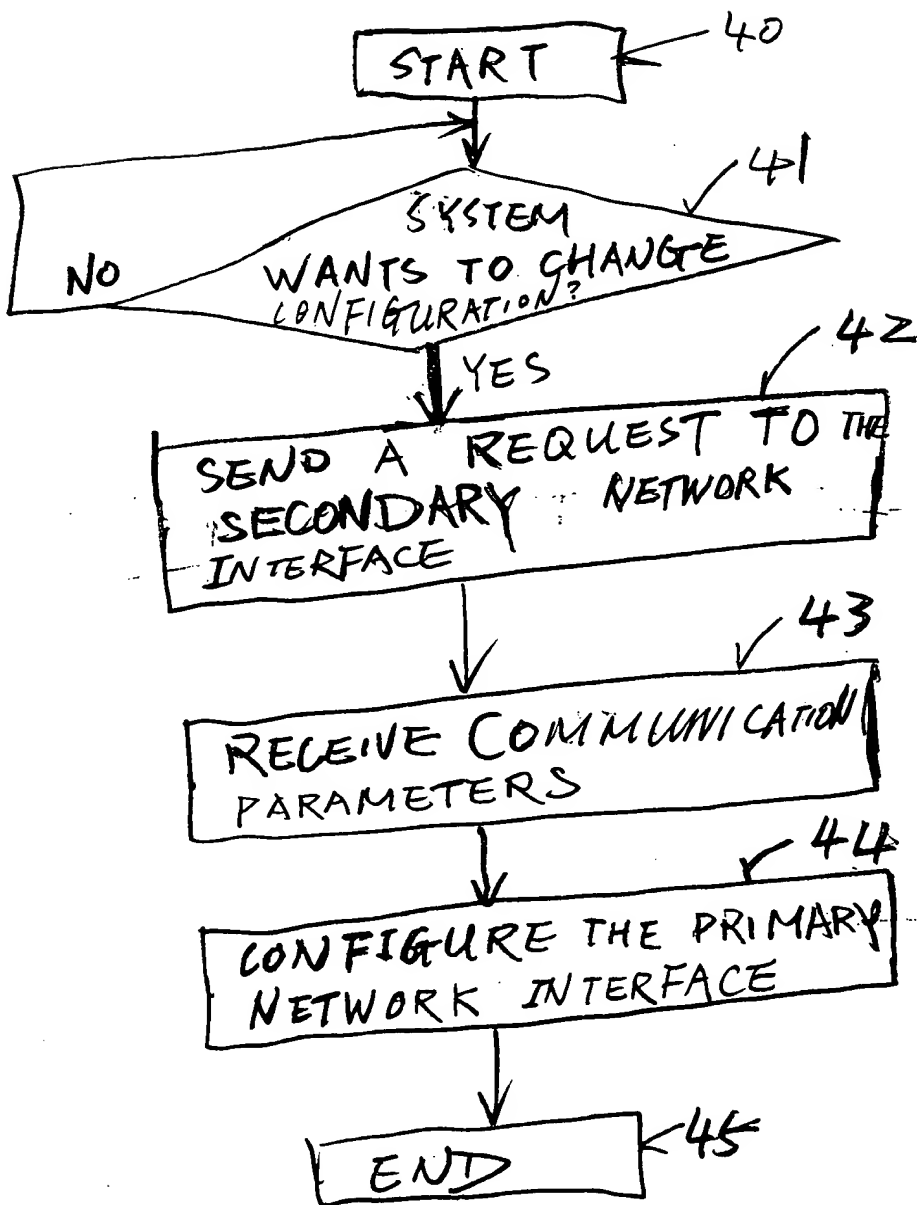 START
40
41
SYSTEM
WANTS TO CHANGE
CONFIGURATION?
NO
YES
42
SEND A REQUEST TO THE
SECONDARY NETWORK
INTERFACE
43
RECEIVE COMMUNICATION
PARAMETERS
44
CONFIGURE THE PRIMARY
NETWORK INTERFACE
END
45